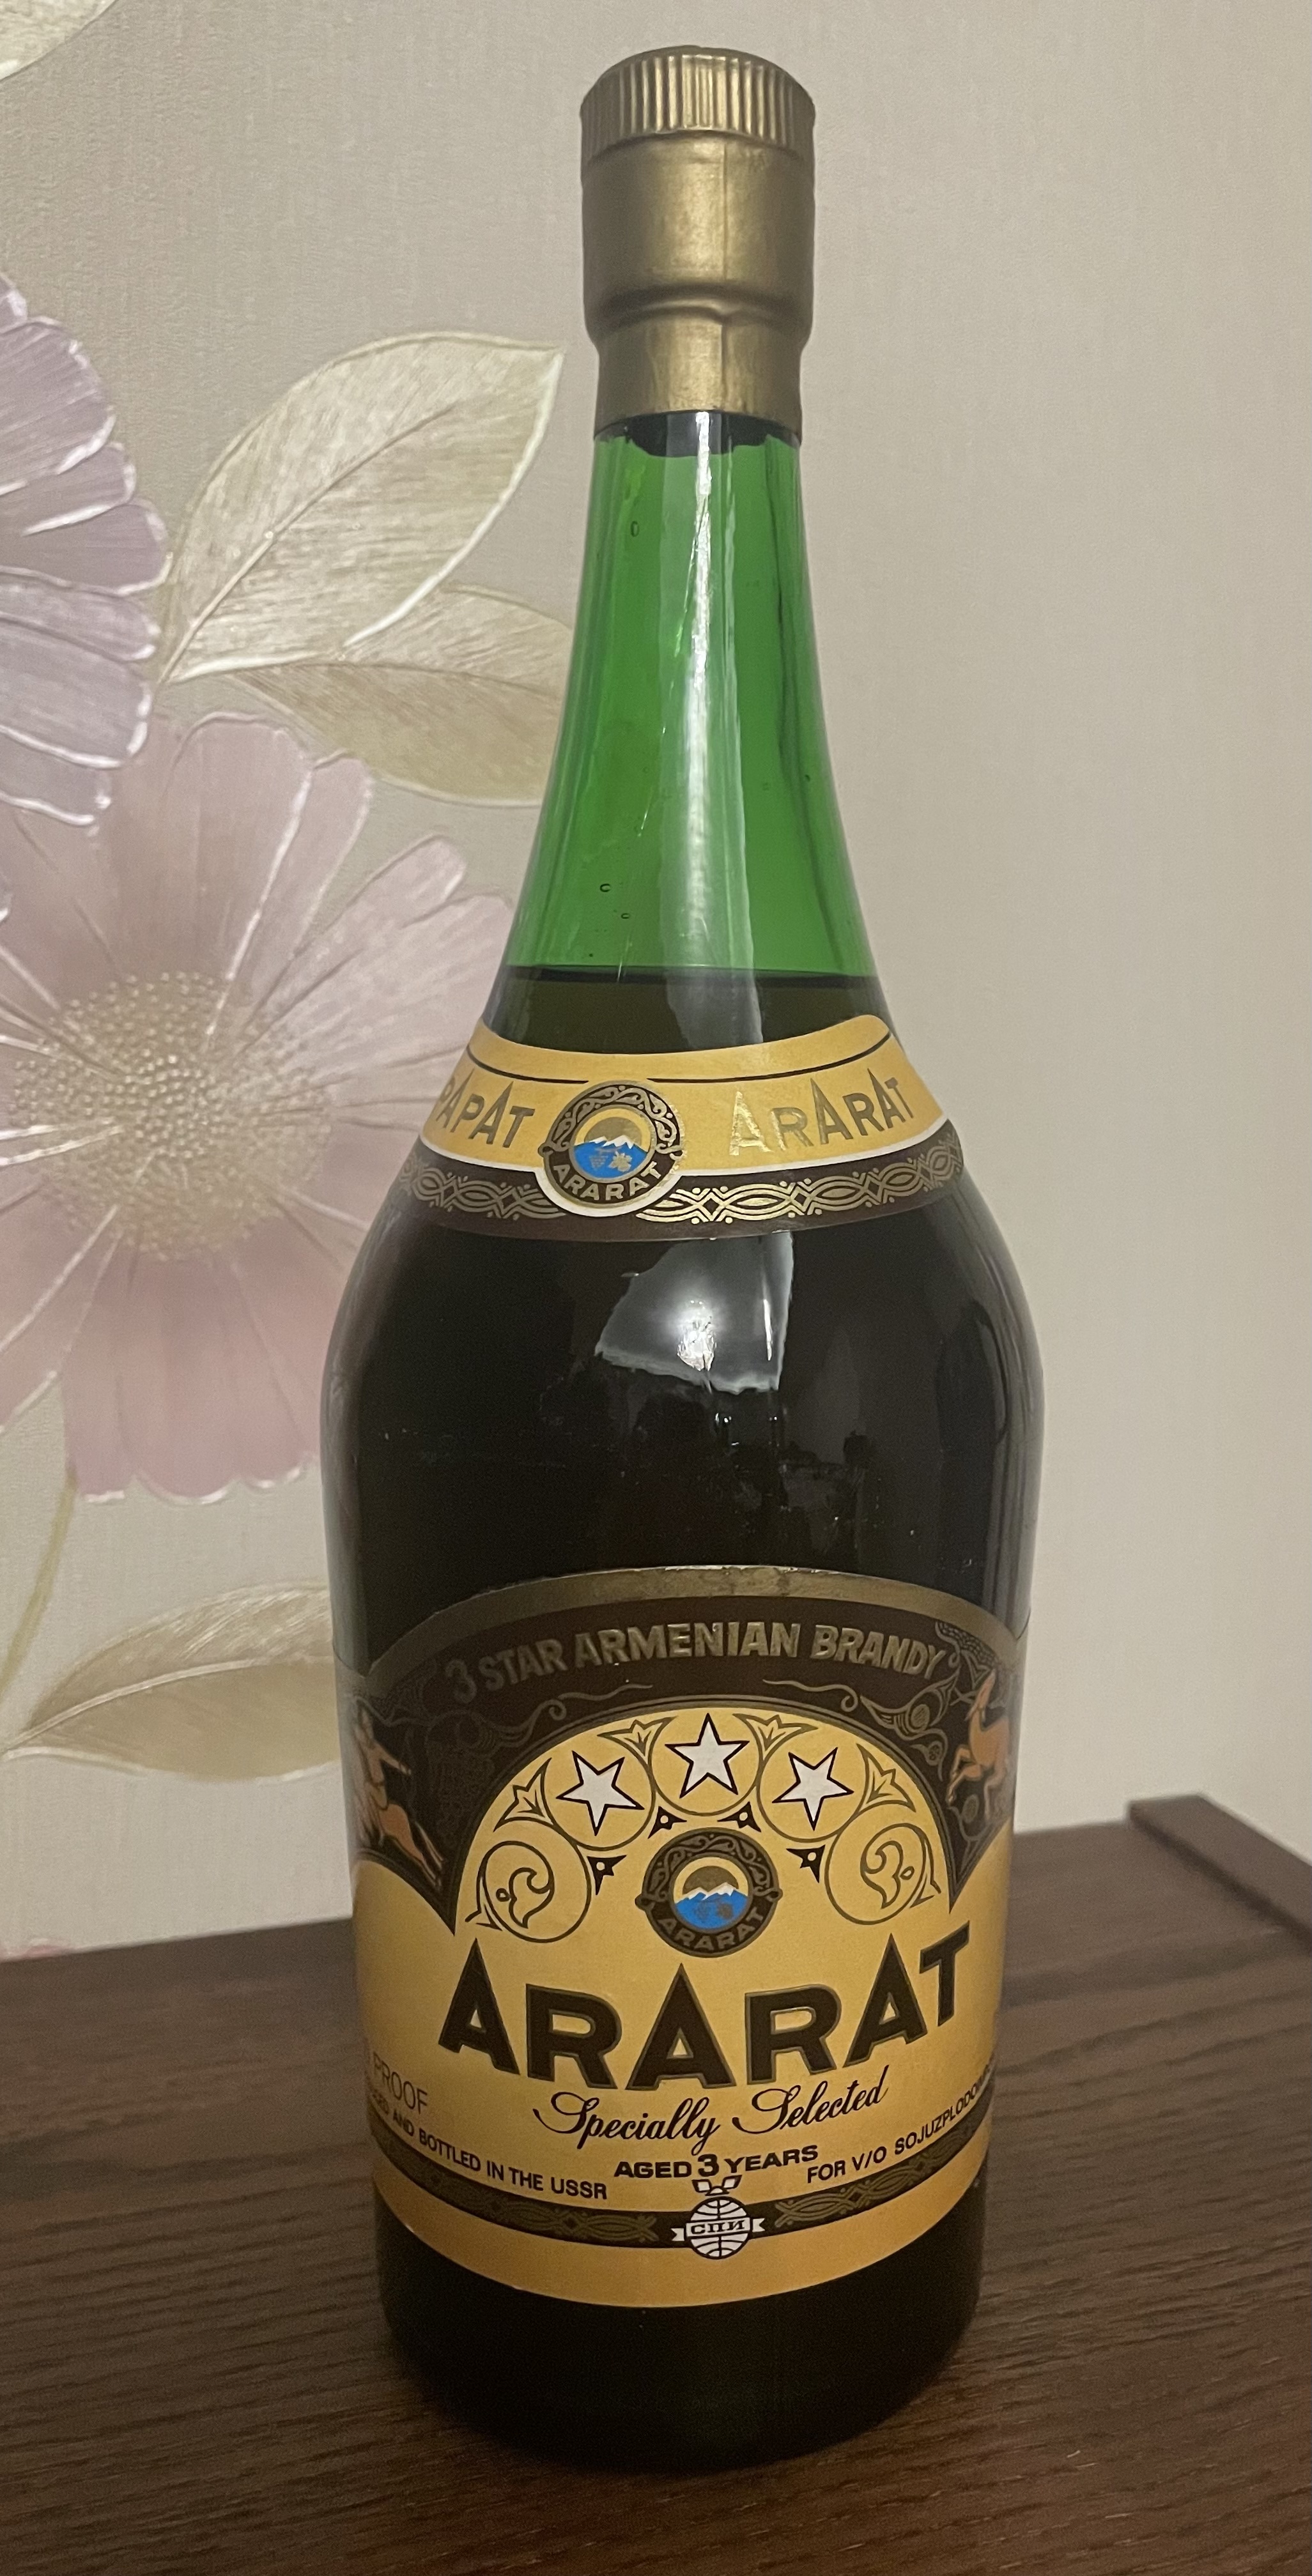 АРАТ ARARAT
ARARAT
3 STAR ARMENIAN BRANDY
ARARAT
ARARAT
Specially Selected
PROOF
AGED 3 YEARS
AND BOTTLED IN THE USSR
FOR V/O
СПИ